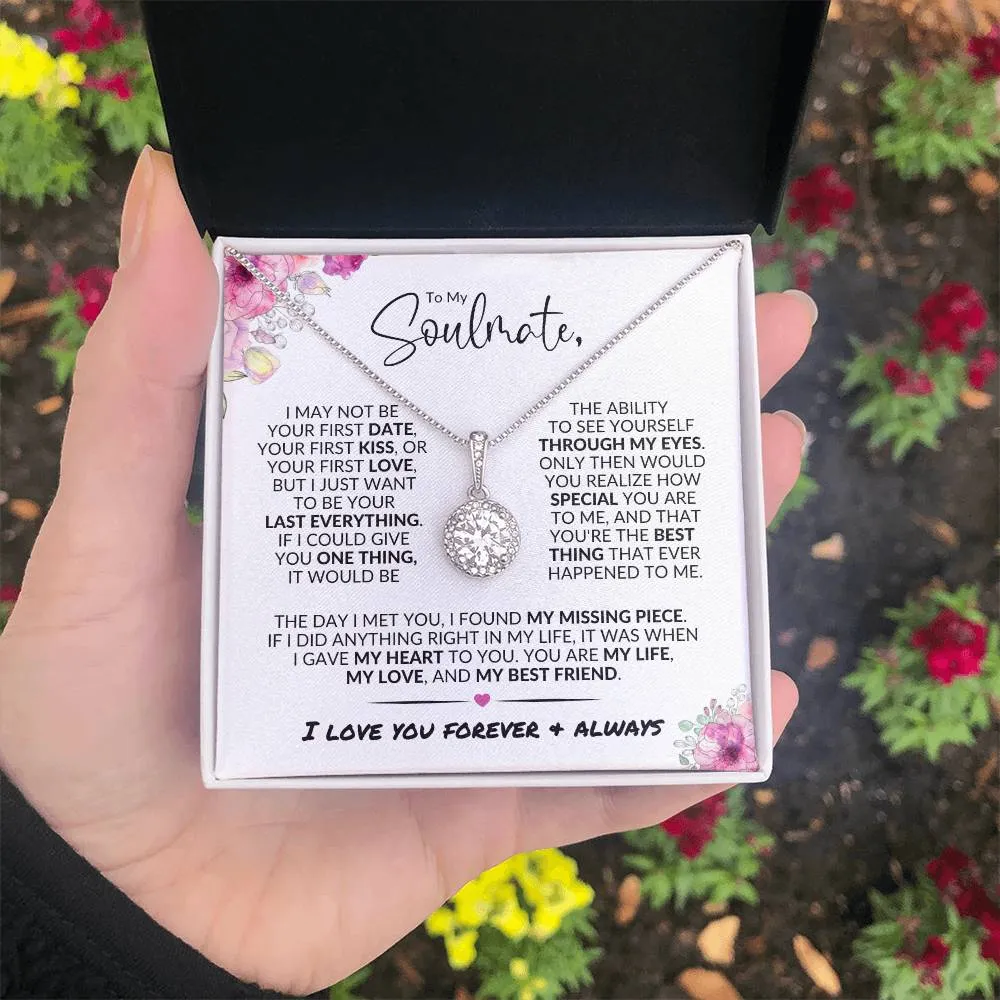 To My
Soulmate,
I MAY NOT BE
YOUR FIRST DATE,
YOUR FIRST KISS, OR
YOUR FIRST LOVE,
BUT I JUST WANT
TO BE YOUR
LAST EVERYTHING.
IF I COULD GIVE
YOU ONE THING,
IT WOULD BE
THE ABILITY
TO SEE YOURSELF
THROUGH MY EYES.
ONLY THEN WOULD
YOU REALIZE HOW
SPECIAL YOU ARE
TO ME, AND THAT
YOU'RE THE BEST
THING THAT EVER
HAPPENED TO ME.
THE DAY I MET YOU, I FOUND MY MISSING PIECE.
IF I DID ANYTHING RIGHT IN MY LIFE, IT WAS WHEN
I GAVE MY HEART TO YOU. YOU ARE MY LIFE,
MY LOVE, AND MY BEST FRIEND.
I LOVE YOU FOREVER + ALWAYS